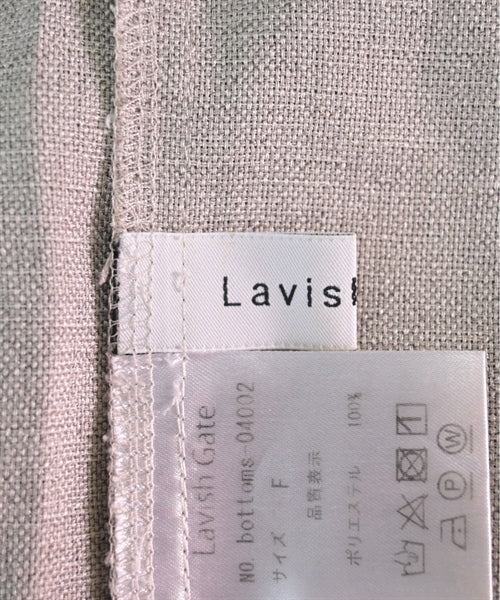 Lavish
Lavish Gate
NO. bottoms-04002
サイズ F
品質表示
ポリエステル 100%
1
P W